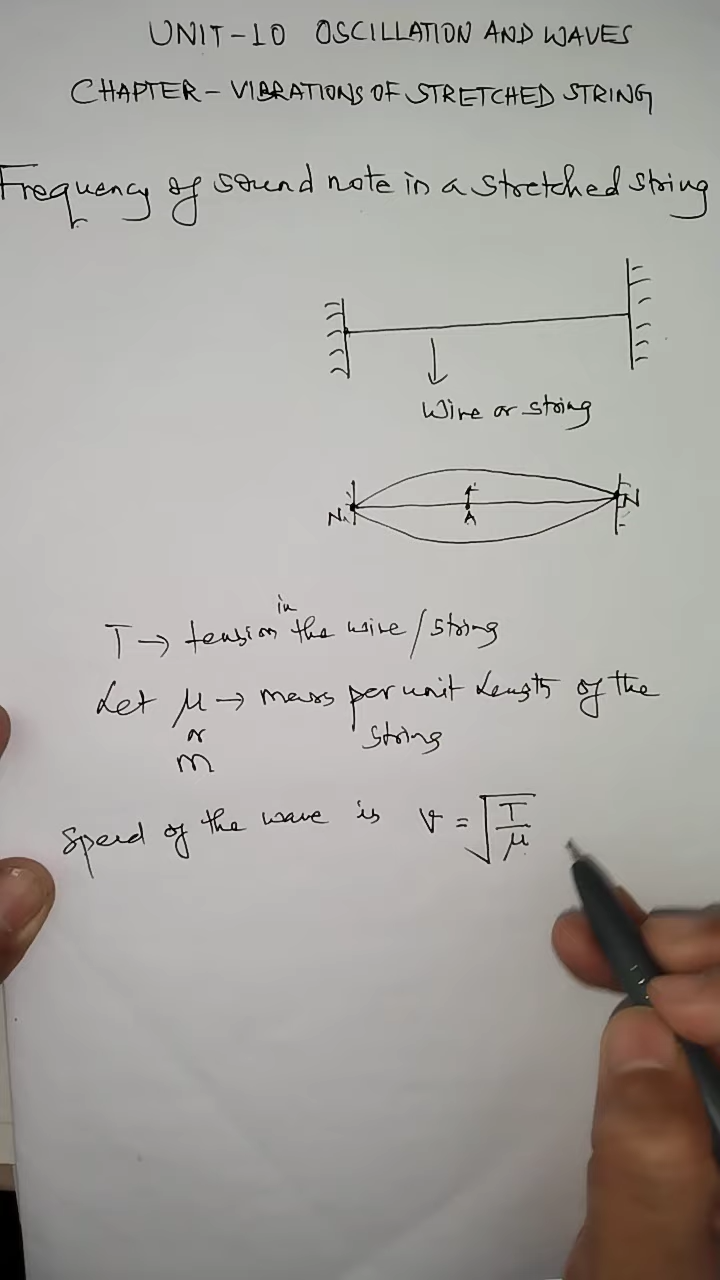 UNIT-10 OSCILLATION AND WAVES
CHAPTER - VIBRATIONS OF STRETCHED STRING
Frequency of sound note in a stretched string
Wire or string
N A N
T → tension in the wire/string
Let μ → mass per unit length of the
or string
m
Speed of the wave is v = √(T/μ)